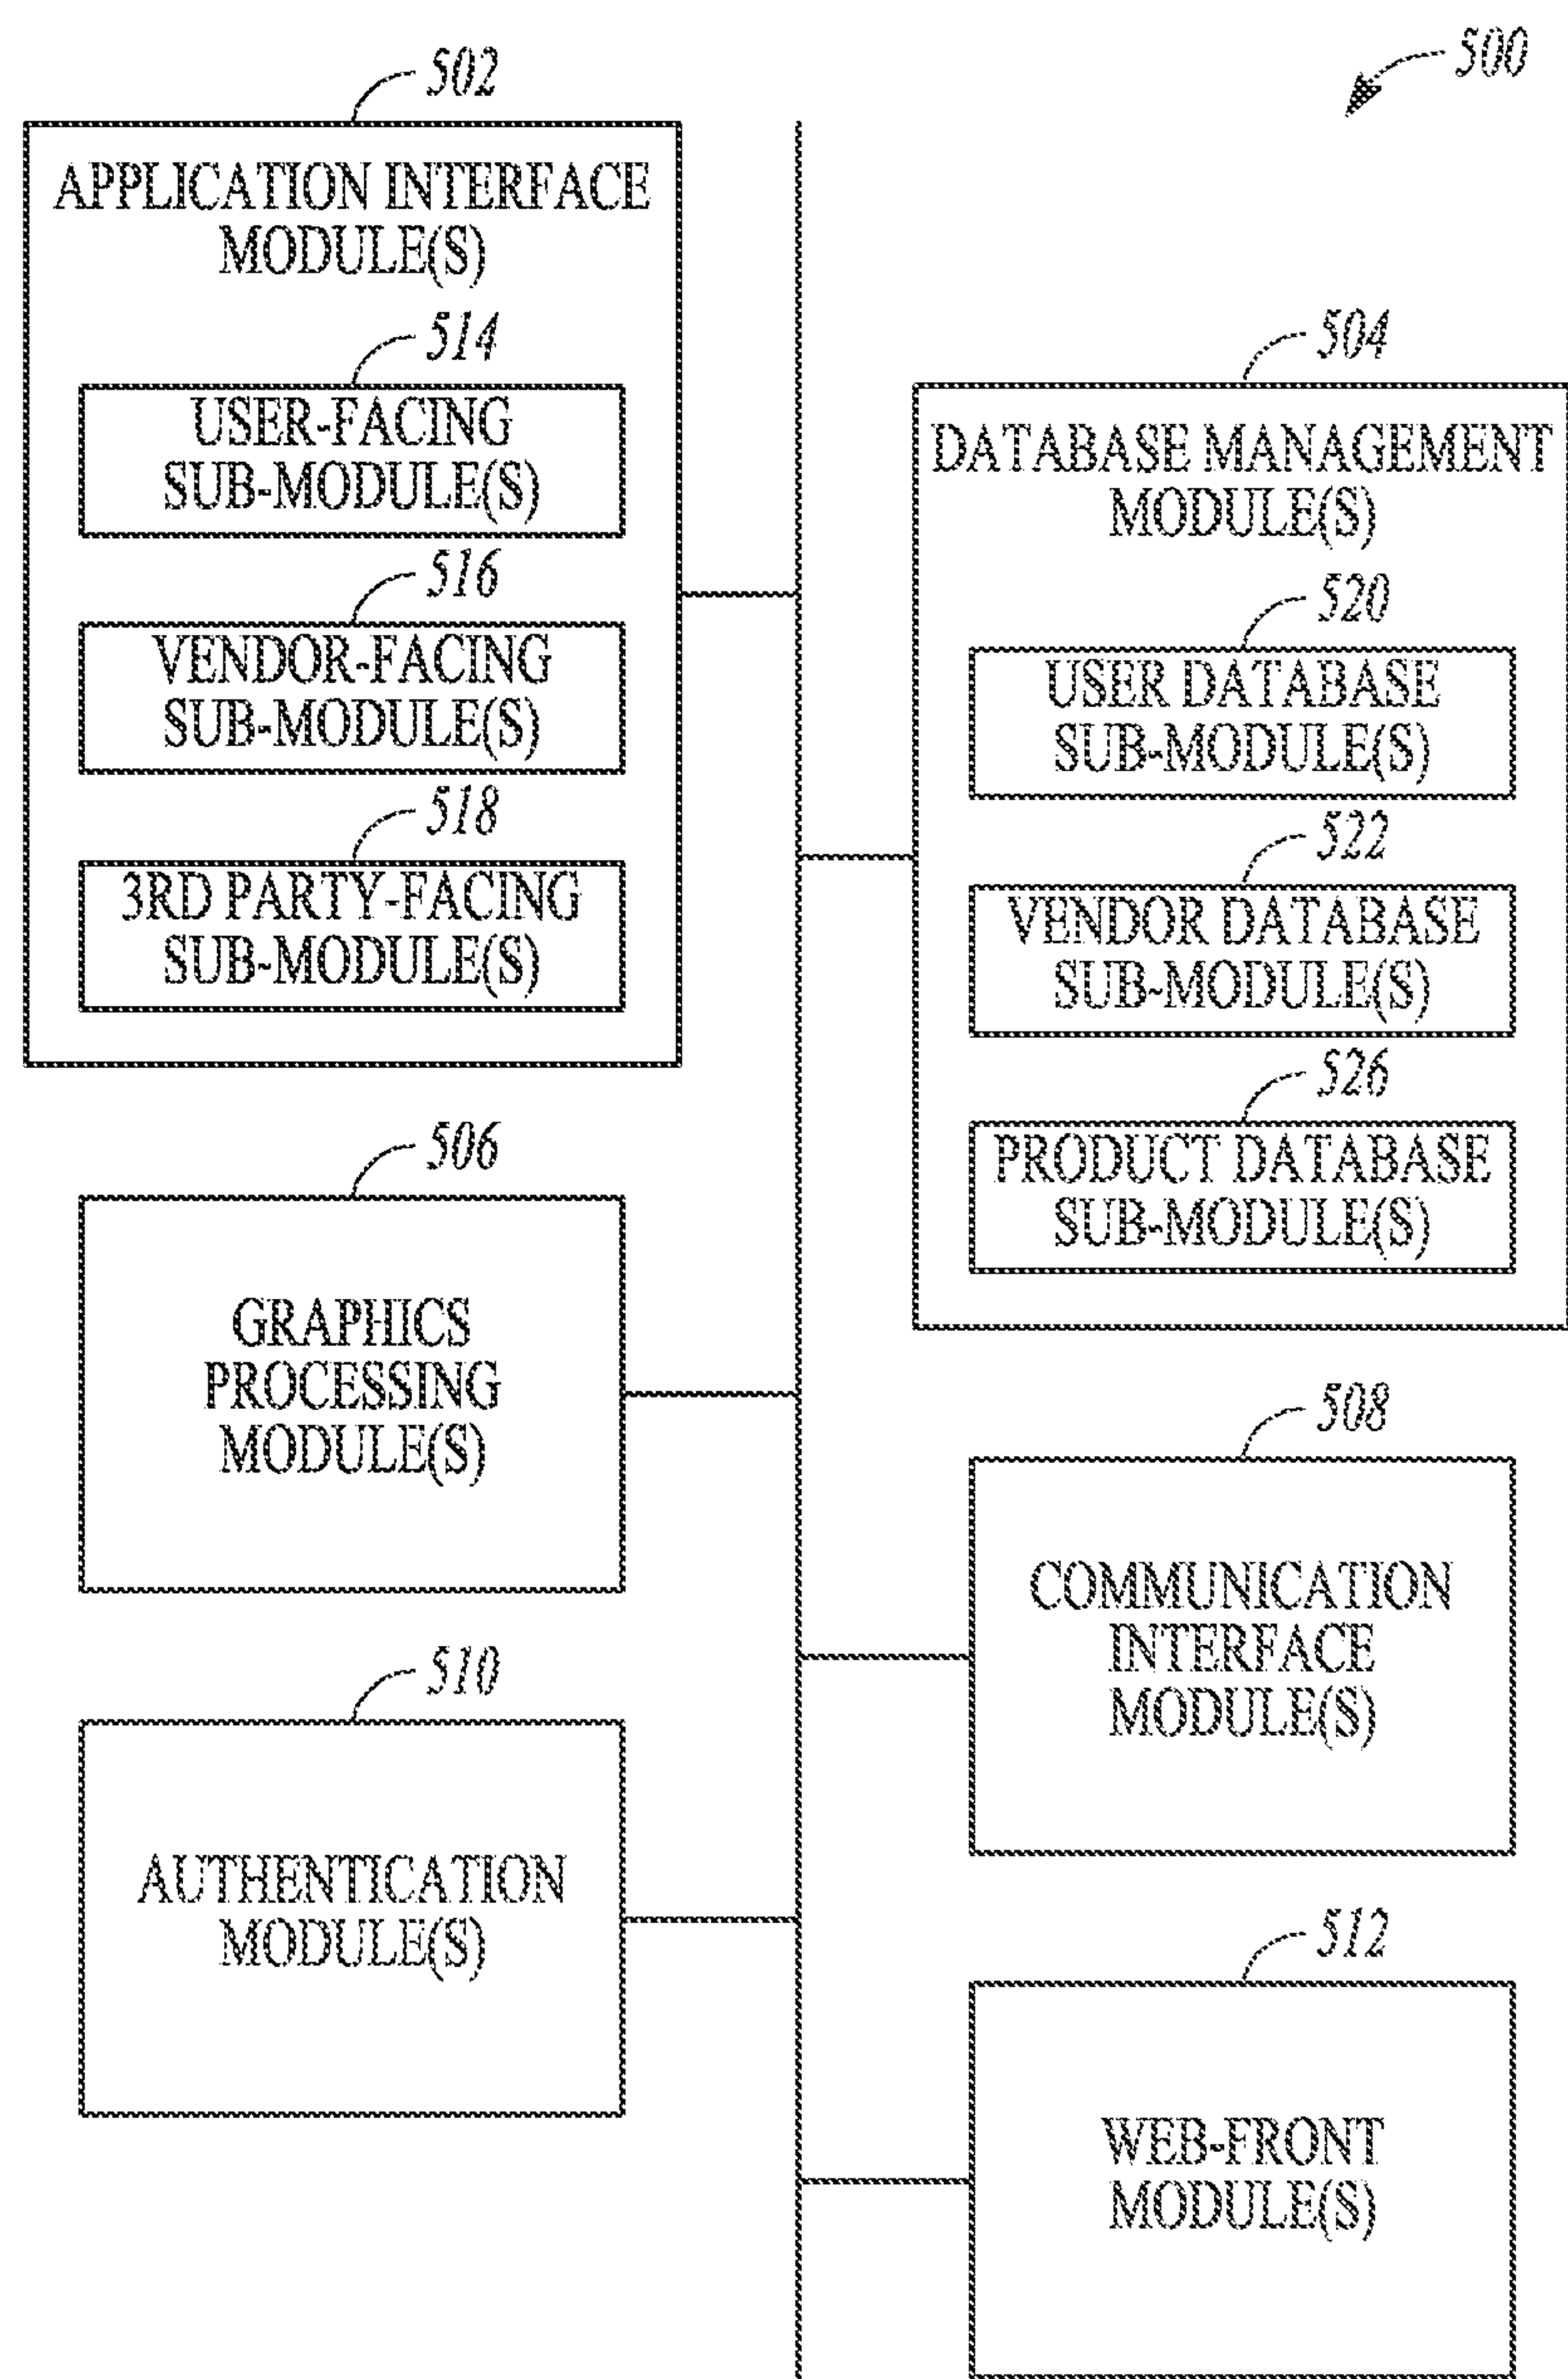 500
502
APPLICATION INTERFACE
MODULE(S)
514
USER-FACING
SUB-MODULE(S)
516
VENDOR-FACING
SUB-MODULE(S)
518
3RD PARTY-FACING
SUB-MODULE(S)
504
DATABASE MANAGEMENT
MODULE(S)
520
USER DATABASE
SUB-MODULE(S)
522
VENDOR DATABASE
SUB-MODULE(S)
526
PRODUCT DATABASE
SUB-MODULE(S)
506
GRAPHICS
PROCESSING
MODULE(S)
508
COMMUNICATION
INTERFACE
MODULE(S)
510
AUTHENTICATION
MODULE(S)
512
WEB-FRONT
MODULE(S)